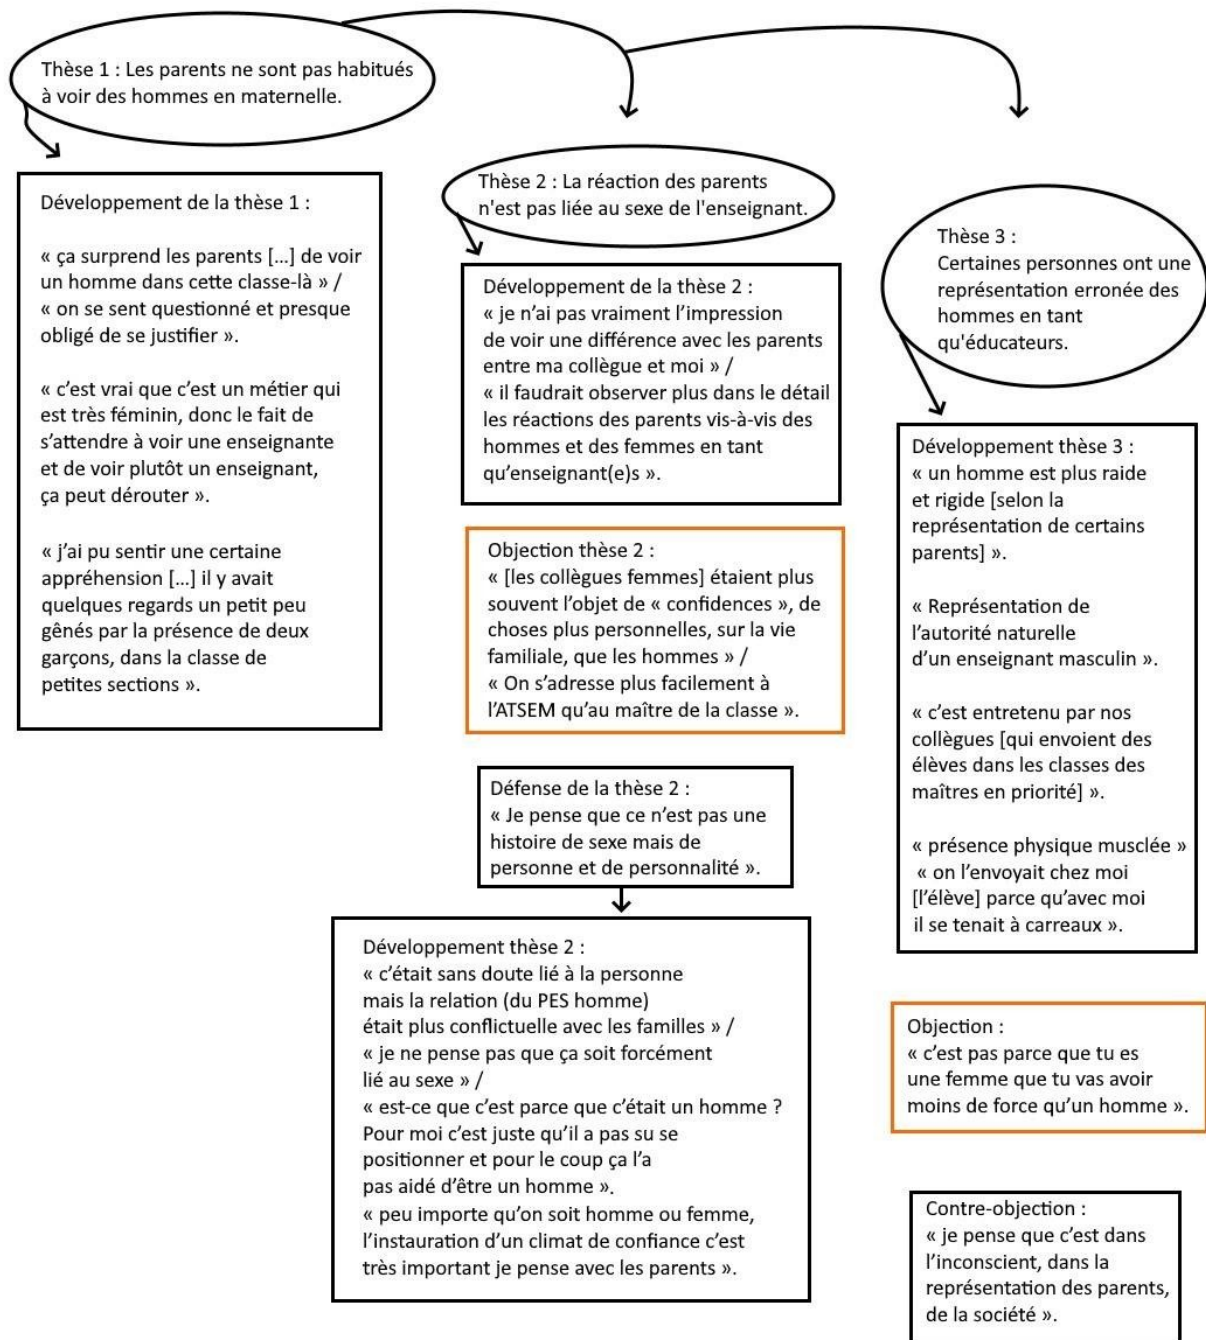 Thèse 1 : Les parents ne sont pas habitués
à voir des hommes en maternelle.
Développement de la thèse 1 :
« ça surprend les parents [...] de voir
un homme dans cette classe-là » /
« on se sent questionné et presque
obligé de se justifier ».
« c’est vrai que c’est un métier qui
est très féminin, donc le fait de
s’attendre à voir une enseignante
et de voir plutôt un enseignant,
ça peut dérouter ».
« j’ai pu sentir une certaine
appréhension [...] il y avait
quelques regards un petit peu
gênés par la présence de deux
garçons, dans la classe de
petites sections ».
Thèse 2 : La réaction des parents
n'est pas liée au sexe de l'enseignant.
Développement de la thèse 2 :
« je n’ai pas vraiment l’impression
de voir une différence avec les parents
entre ma collègue et moi » /
« il faudrait observer plus dans le détail
les réactions des parents vis-à-vis des
hommes et des femmes en tant
qu’enseignant(e)s ».
Objection thèse 2 :
« [les collègues femmes] étaient plus
souvent l’objet de « confidences », de
choses plus personnelles, sur la vie
familiale, que les hommes » /
« On s’adresse plus facilement à
l’ATSEM qu’au maître de la classe ».
Défense de la thèse 2 :
« Je pense que ce n’est pas une
histoire de sexe mais de
personne et de personnalité ».
Développement thèse 2 :
« c’était sans doute lié à la personne
mais la relation (du PES homme)
était plus conflictuelle avec les familles » /
« je ne pense pas que ça soit forcément
lié au sexe » /
« est-ce que c’est parce que c’était un homme ?
Pour moi c’est juste qu’il a pas su se
positionner et pour le coup ça l’a
pas aidé d’être un homme ».
« peu importe qu’on soit homme ou femme,
l’instauration d’un climat de confiance c’est
très important je pense avec les parents ».
Thèse 3 :
Certaines personnes ont une
représentation erronée des
hommes en tant
qu'éducateurs.
Développement thèse 3 :
« un homme est plus raide
et rigide [selon la
représentation de certains
parents] ».
« Représentation de
l’autorité naturelle
d’un enseignant masculin ».
« c’est entretenu par nos
collègues [qui envoient des
élèves dans les classes des
maîtres en priorité] ».
« présence physique musclée »
« on l’envoyait chez moi
[l’élève] parce qu’avec moi
il se tenait à carreaux ».
Objection :
« c’est pas parce que tu es
une femme que tu vas avoir
moins de force qu’un homme ».
Contre-objection :
« je pense que c’est dans
l’inconscient, dans la
représentation des parents,
de la société ».